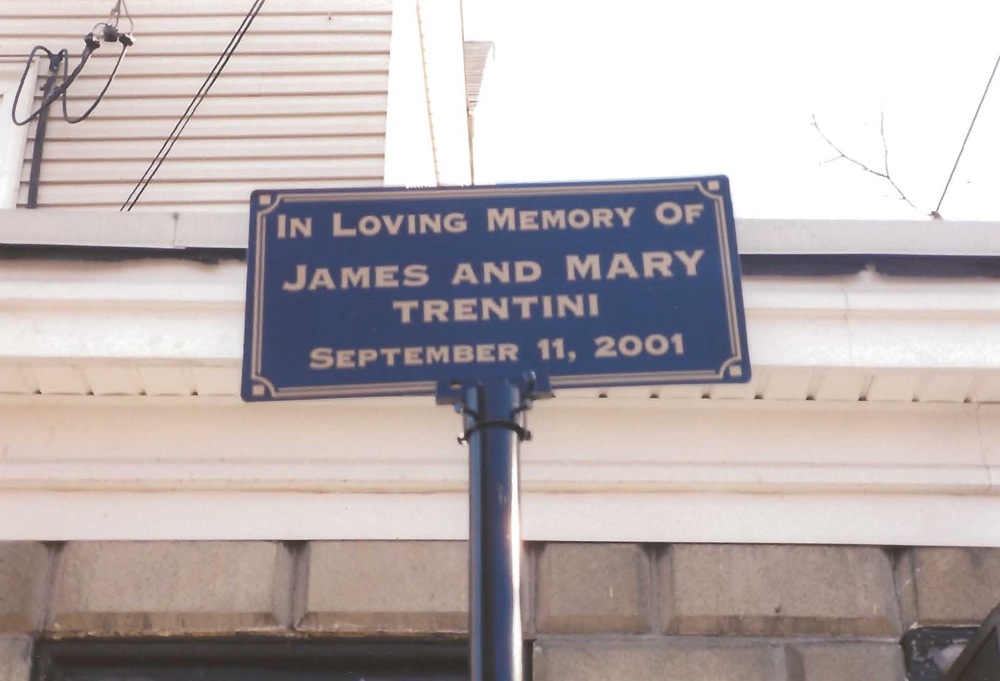 In Loving Memory Of
James and Mary
Trentini
September 11, 2001